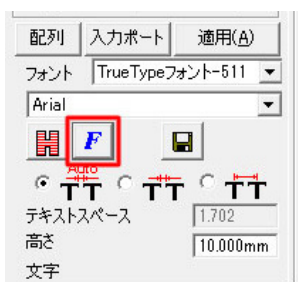 配列 入力ポート 適用(A)
フォント TrueTypeフォント-511
Arial
F
Auto
TT TT TT
テキストスペース 1.702
高さ 10.000mm
文字